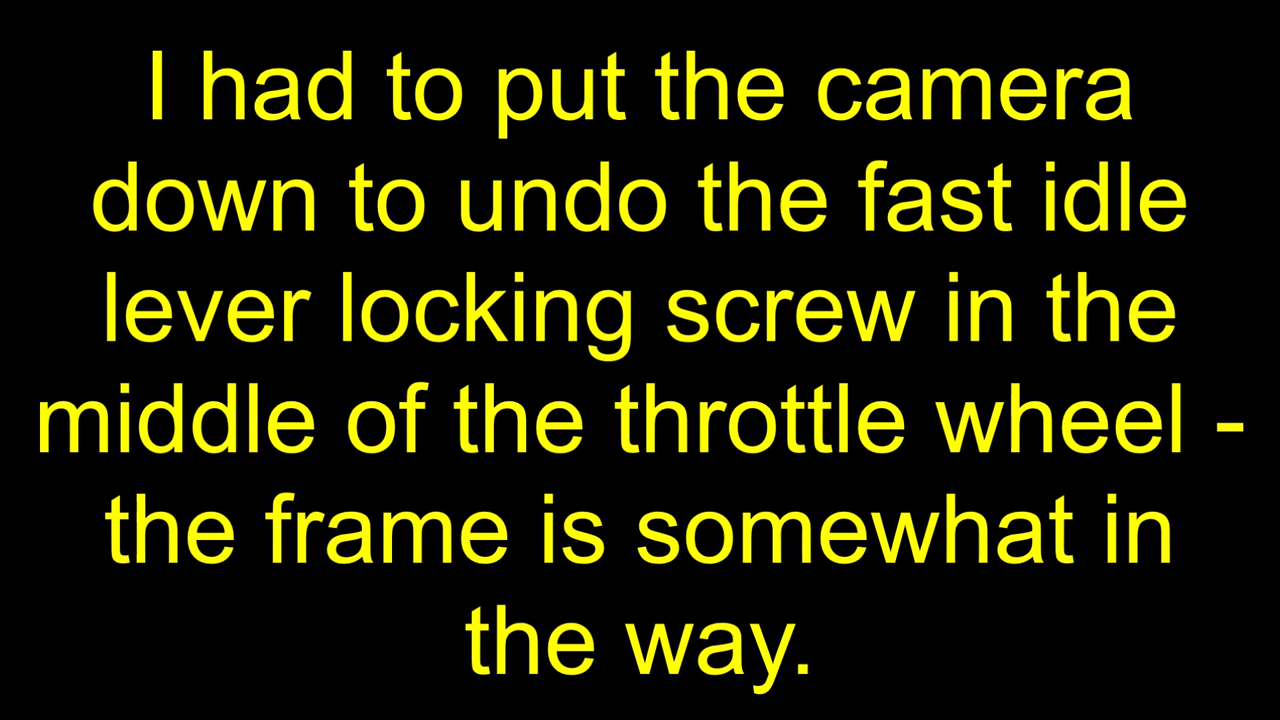 I had to put the camera
down to undo the fast idle
lever locking screw in the
middle of the throttle wheel -
the frame is somewhat in
the way.